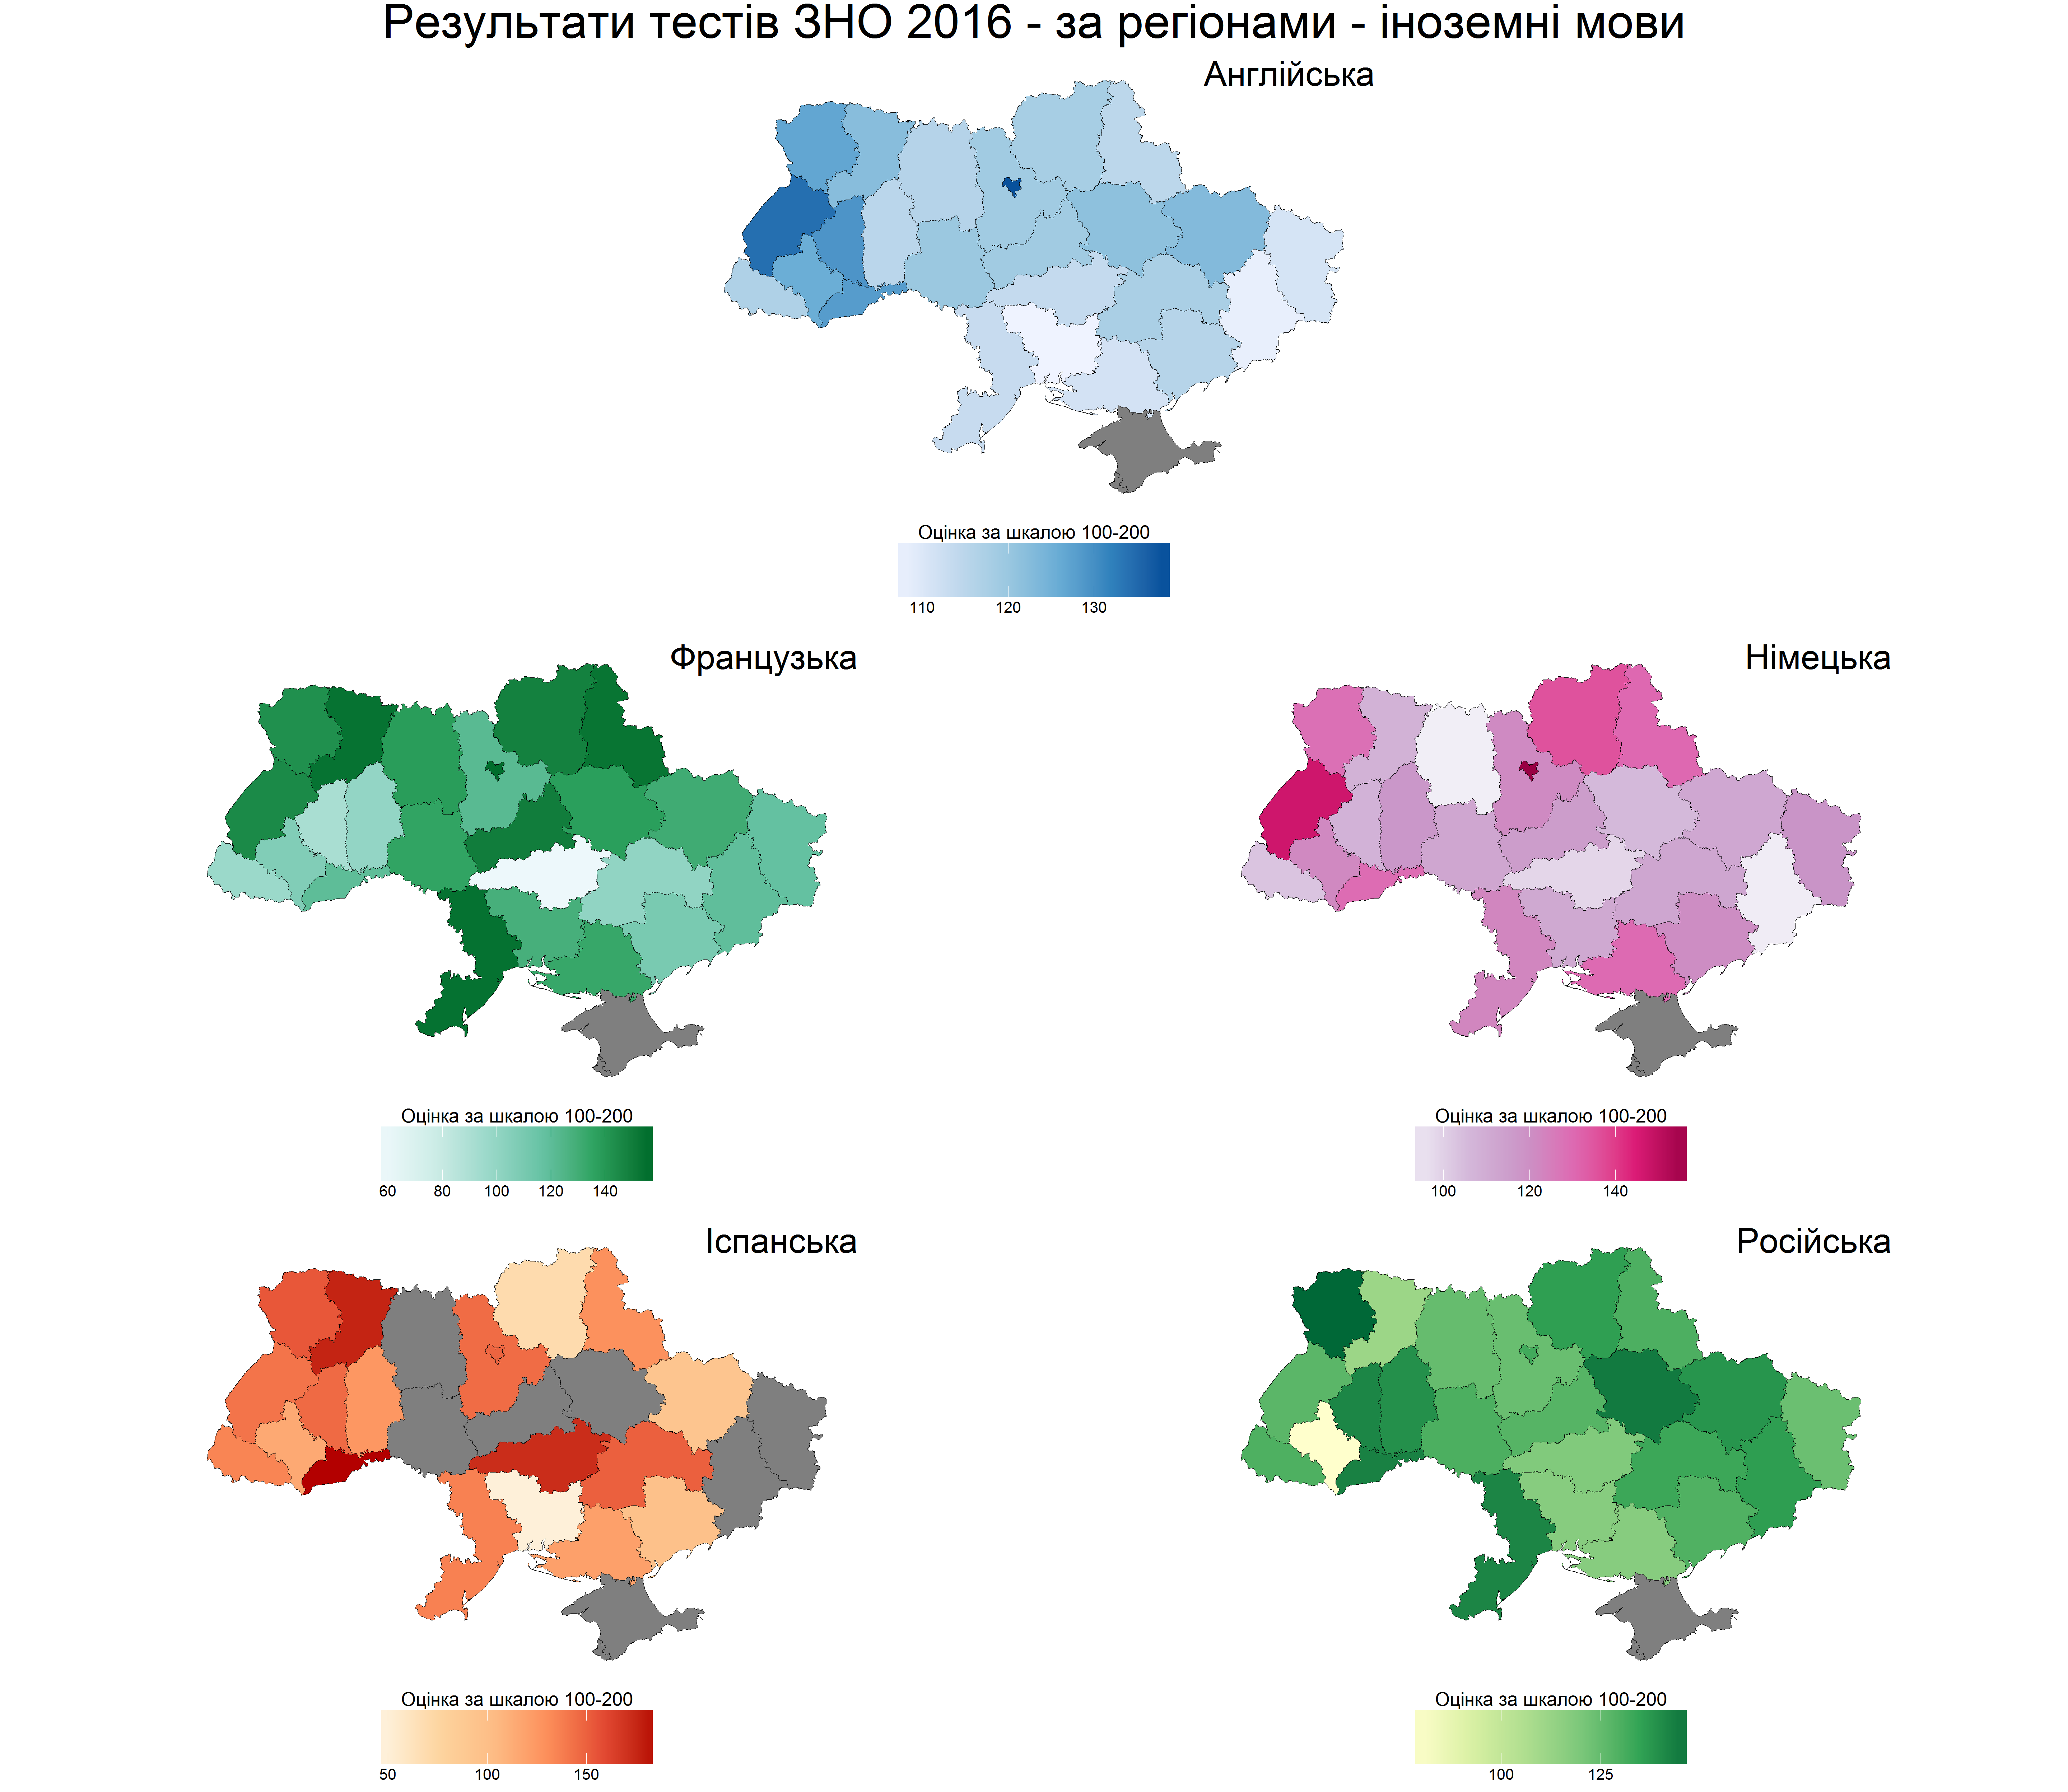 Результати тестів ЗНО 2016 - за регіонами - іноземні мови
Англійська
Оцінка за шкалою 100-200
110 120 130
Французька
Оцінка за шкалою 100-200
60 80 100 120 140
Німецька
Оцінка за шкалою 100-200
100 120 140
Іспанська
Оцінка за шкалою 100-200
50 100 150
Російська
Оцінка за шкалою 100-200
100 125